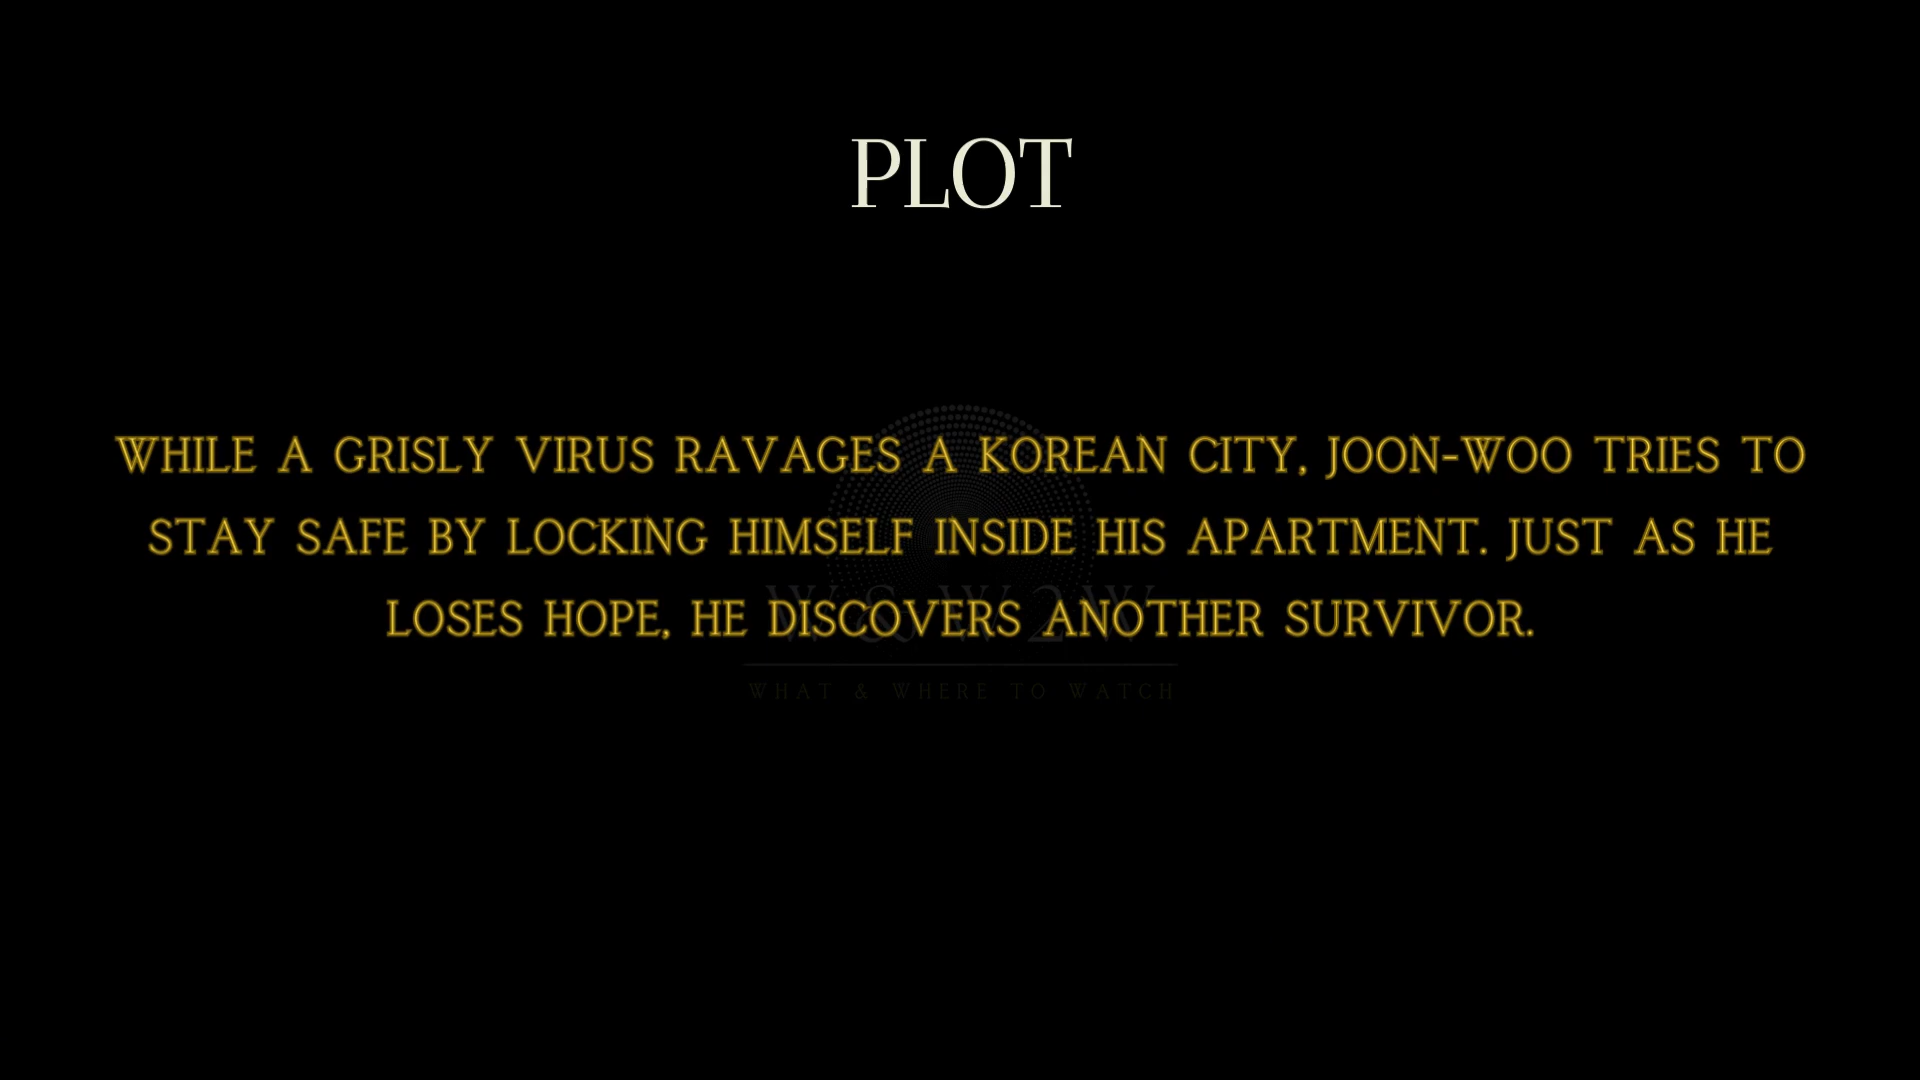 PLOT
WHILE A GRISLY VIRUS RAVAGES A KOREAN CITY, JOON-WOO TRIES TO
STAY SAFE BY LOCKING HIMSELF INSIDE HIS APARTMENT. JUST AS HE
LOSES HOPE, HE DISCOVERS ANOTHER SURVIVOR.
W & W 2 W
WHAT & WHERE TO WATCH